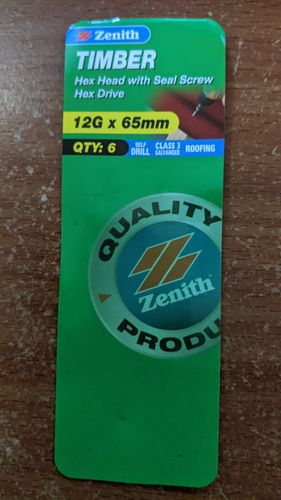 Zenith
TIMBER
Hex Head with Seal Screw
Hex Drive
12G x 65mm
QTY: 6 SELF DRILL CLASS 3 GALVANISED ROOFING
QUALITY
Zenith®
PRODU